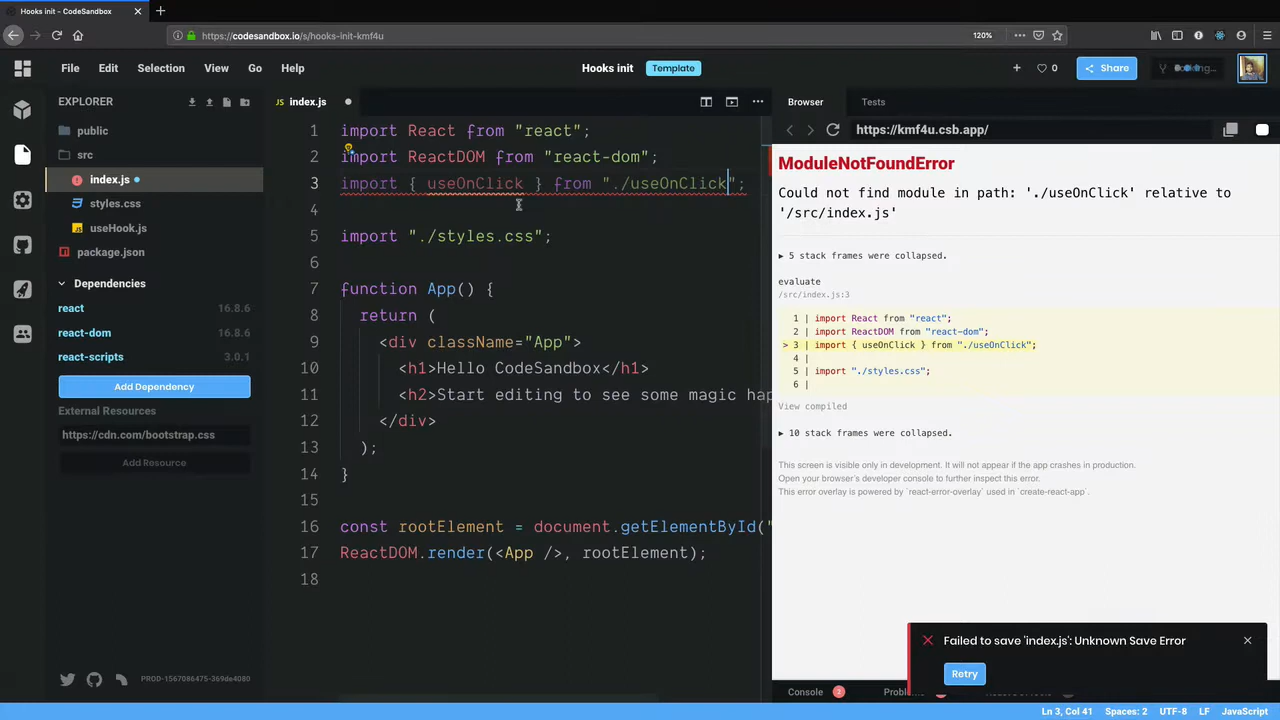 Hooks init - CodeSandbox
https://codesandbox.io/s/hooks-init-kmf4u
120%
File Edit Selection View Go Help
Hooks init Template
0
Share
EXPLORER
public
src
index.js
styles.css
useHook.js
package.json
Dependencies
react 16.8.6
react-dom 16.8.6
react-scripts 3.0.1
Add Dependency
External Resources
https://cdn.com/bootstrap.css
Add Resource
PROD-1567086475-369de4080
JS index.js
1 import React from "react";
2 import ReactDOM from "react-dom";
3 import { useOnClick } from "./useOnClick";
4
5 import "./styles.css";
6
7 function App() {
8 return (
9 <div className="App">
10 <h1>Hello CodeSandbox</h1>
11 <h2>Start editing to see some magic hap
12 </div>
13 );
14 }
15
16 const rootElement = document.getElementById("
17 ReactDOM.render(<App />, rootElement);
18
Browser Tests
https://kmf4u.csb.app/
ModuleNotFoundError
Could not find module in path: './useOnClick' relative to
'/src/index.js'
▶ 5 stack frames were collapsed.
evaluate
/src/index.js:3
1 | import React from "react";
2 | import ReactDOM from "react-dom";
> 3 | import { useOnClick } from "./useOnClick";
4 |
5 | import "./styles.css";
6 |
View compiled
▶ 10 stack frames were collapsed.
This screen is visible only in development. It will not appear if the app crashes in production.
Open your browser's developer console to further inspect this error.
This error overlay is powered by `react-error-overlay` used in `create-react-app`.
Failed to save 'index.js': Unknown Save Error
Retry
Console 2
Ln 3, Col 41 Spaces: 2 UTF-8 LF JavaScript